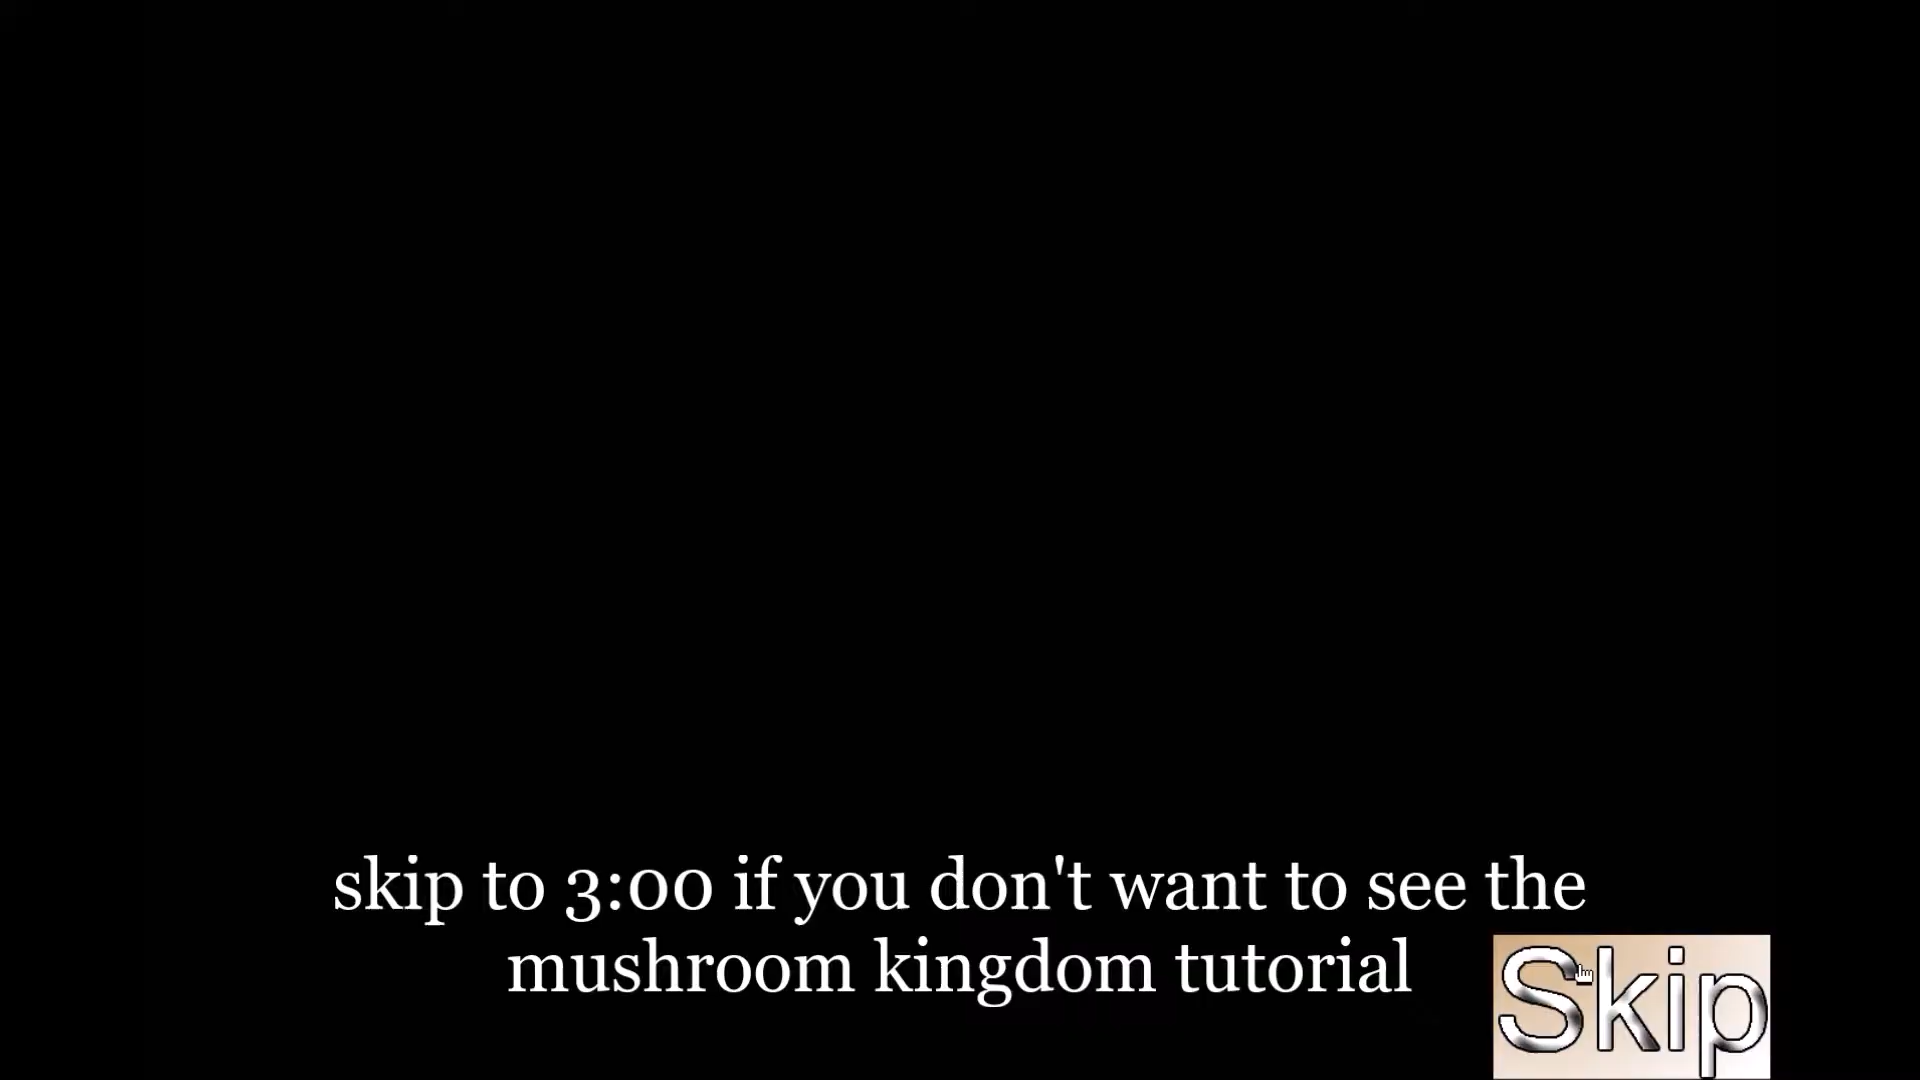 skip to 3:00 if you don't want to see the
mushroom kingdom tutorial
Skip